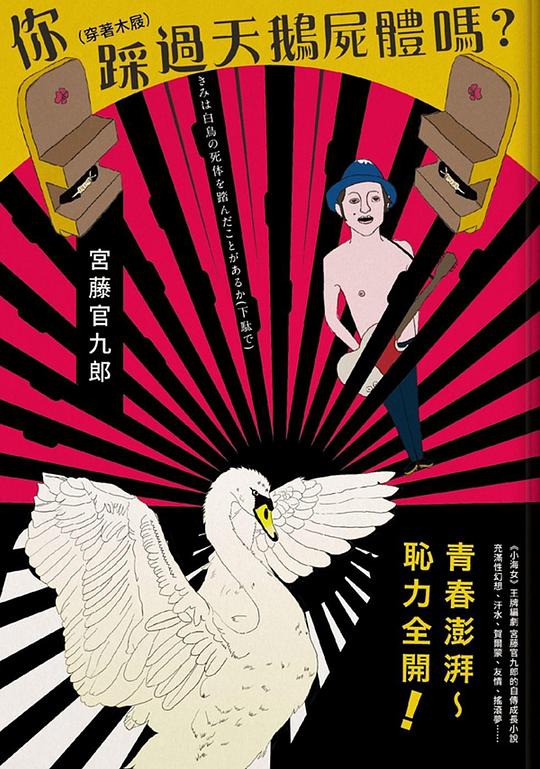 你(穿著木屐)踩過天鵝屍體嗎？
きみは白鳥の死体を踏んだことがあるか(下駄で)
宮藤官九郎
青春澎湃～
恥力全開！
《小海女》王牌編劇 宮藤官九郎的自傳成長小說
充滿性幻想、汗水、賀爾蒙、友情、搖滾夢……